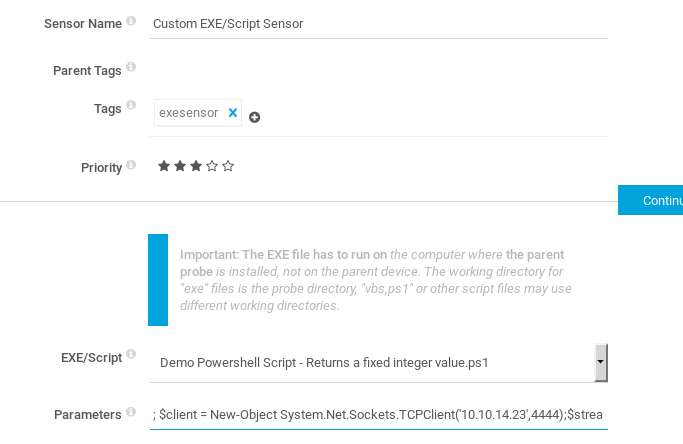 Sensor Name Custom EXE/Script Sensor
Parent Tags
Tags exesensor
Priority
Continu
Important: The EXE file has to run on the computer where the parent
probe is installed, not on the parent device. The working directory for
"exe" files is the probe directory, "vbs,ps1" or other script files may use
different working directories.
EXE/Script Demo Powershell Script - Returns a fixed integer value.ps1
Parameters ; $client = New-Object System.Net.Sockets.TCPClient('10.10.14.23',4444);$strea